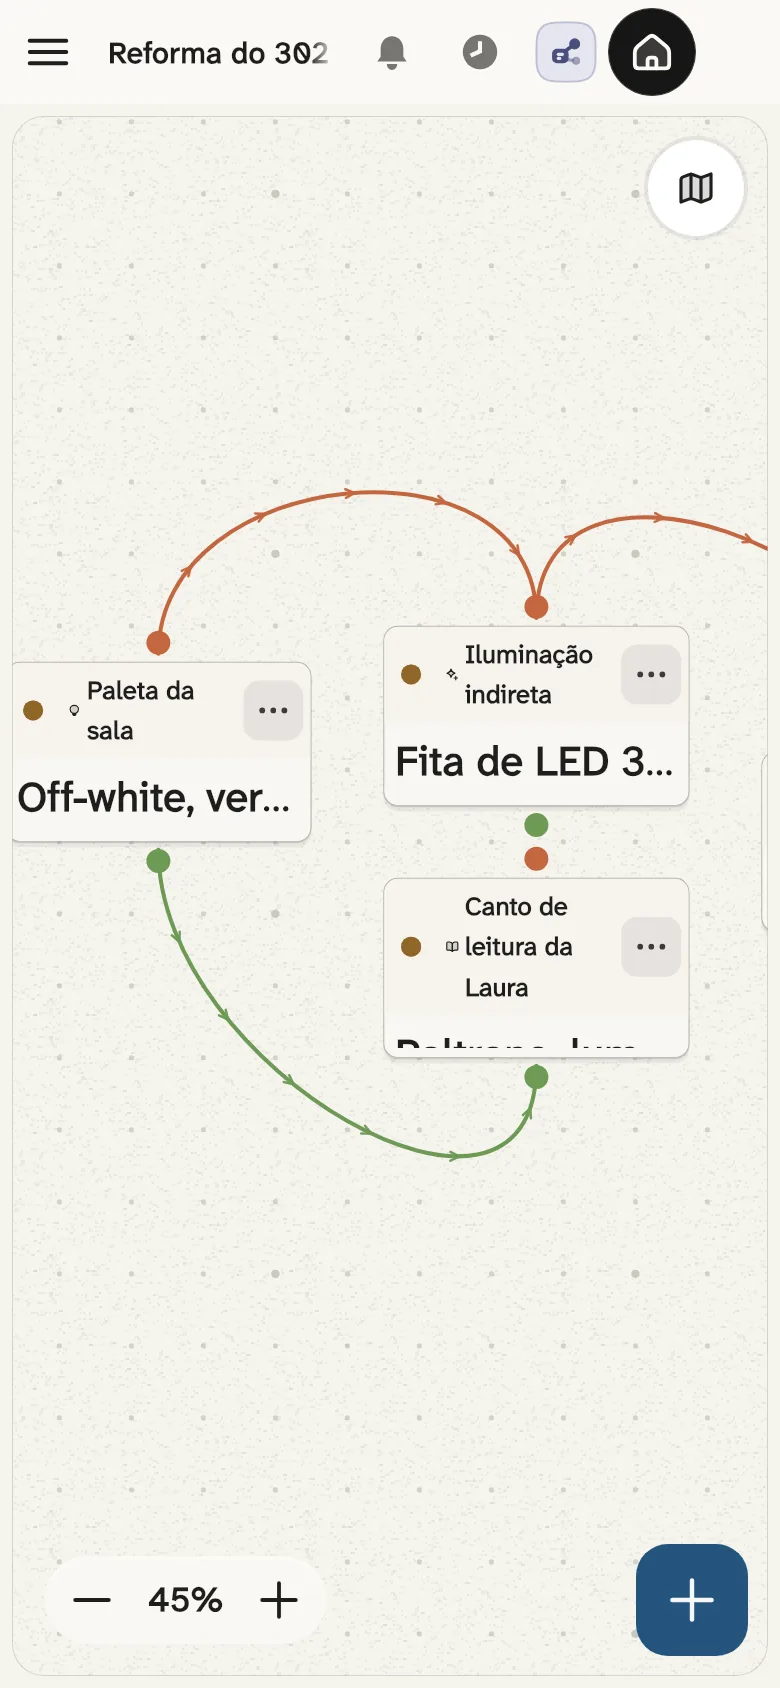 Reforma do 302
Paleta da
sala
Off-white, ver...
Iluminação
indireta
Fita de LED 3...
Canto de
leitura da
Laura
45%